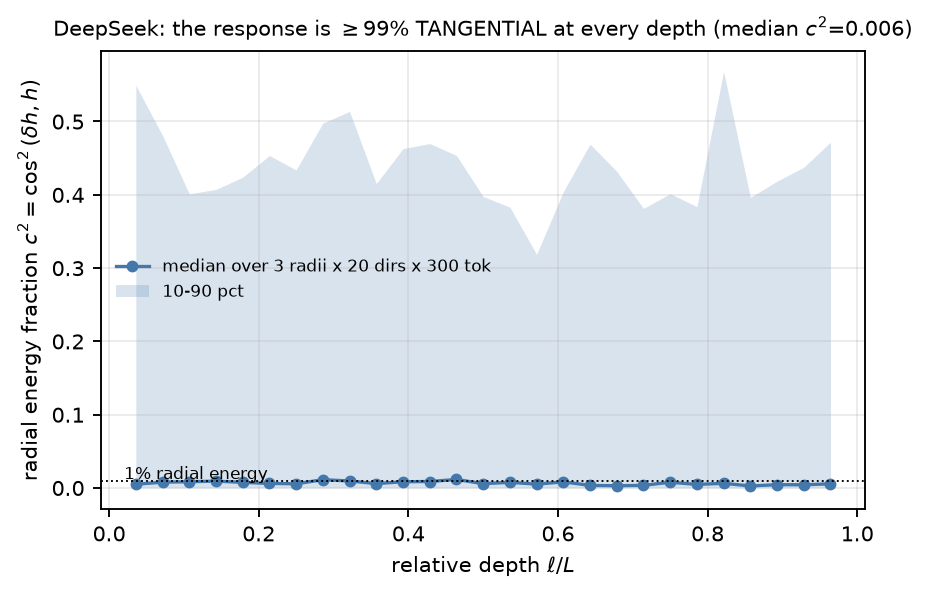 DeepSeek: the response is ≥99% TANGENTIAL at every depth (median c²=0.006)
radial energy fraction c² = cos² (δh, h)
0.5
0.4
0.3
0.2
0.1
0.0
median over 3 radii x 20 dirs x 300 tok
10-90 pct
1% radial energy
0.0 0.2 0.4 0.6 0.8 1.0
relative depth ℓ/L